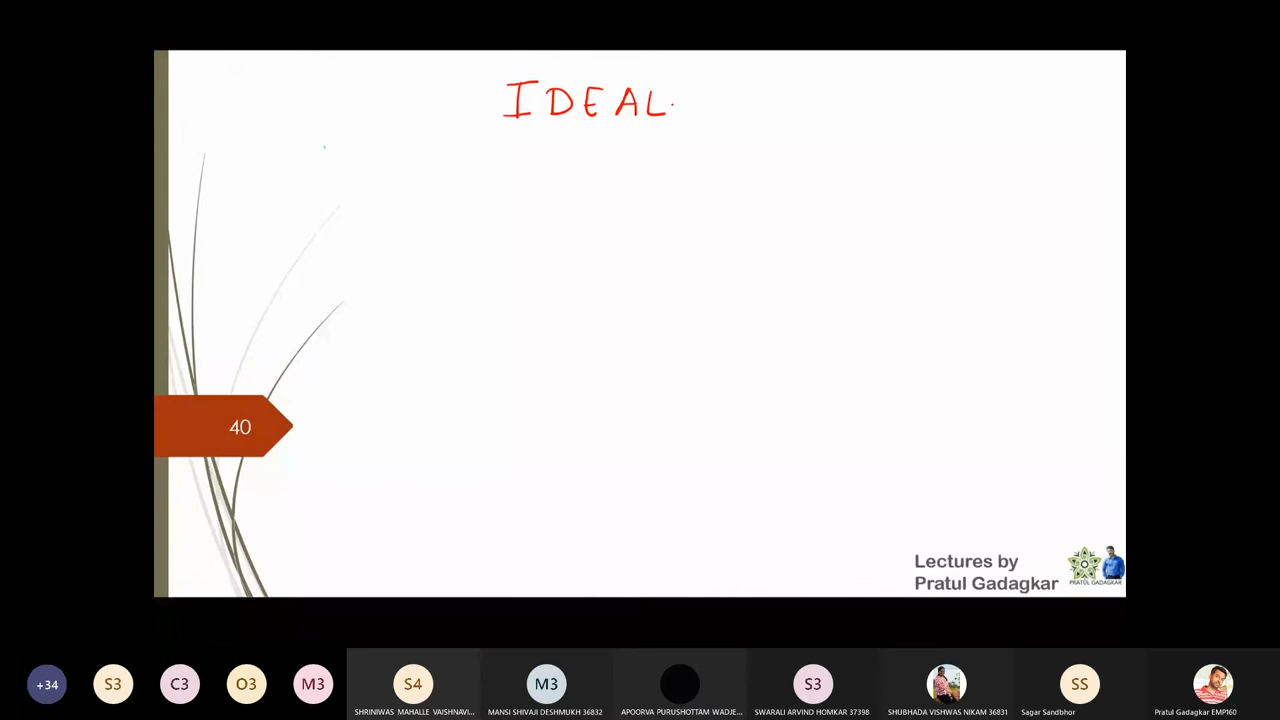 IDEAL
40
Lectures by
Pratul Gadagkar
PRATUL GADAGKAR
+34
S3
C3
O3
M3
S4
M3
S3
SS
SHRINIWAS MAHALLE VAISHNAVI...
MANSI SHIVAJI DESHMUKH 36832
APOORVA PURUSHOTTAM WADJE...
SWARALI ARVIND HOMKAR 37398
SHUBHADA VISHWAS NIKAM 36831
Sagar Sandbhor
Pratul Gadagkar EMP160